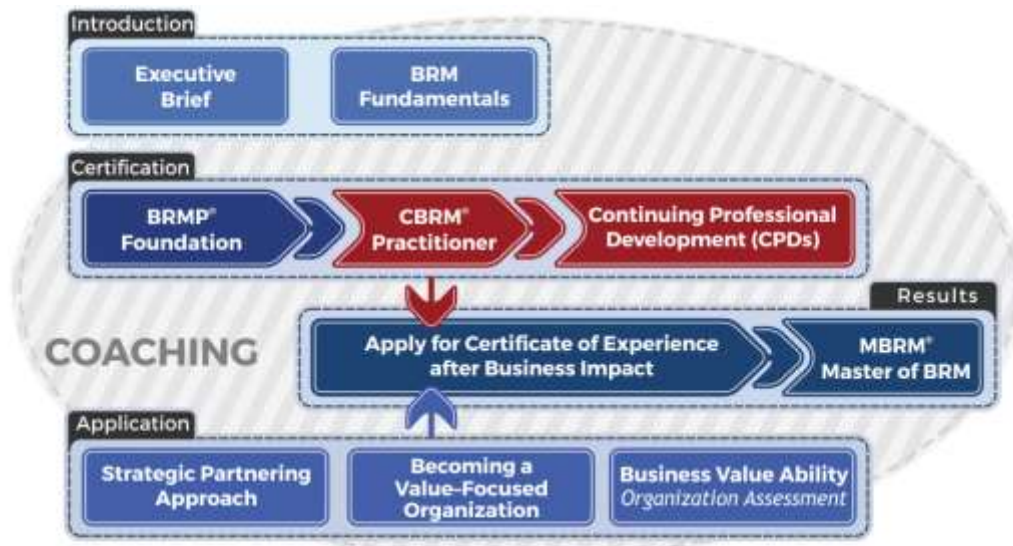 Introduction
Executive
Brief
BRM
Fundamentals
Certification
BRMP®
Foundation
CBRM®
Practitioner
Continuing Professional
Development (CPDs)
Results
COACHING
Apply for Certificate of Experience
after Business Impact
MBRM®
Master of BRM
Application
Strategic Partnering
Approach
Becoming a
Value-Focused
Organization
Business Value Ability
Organization Assessment